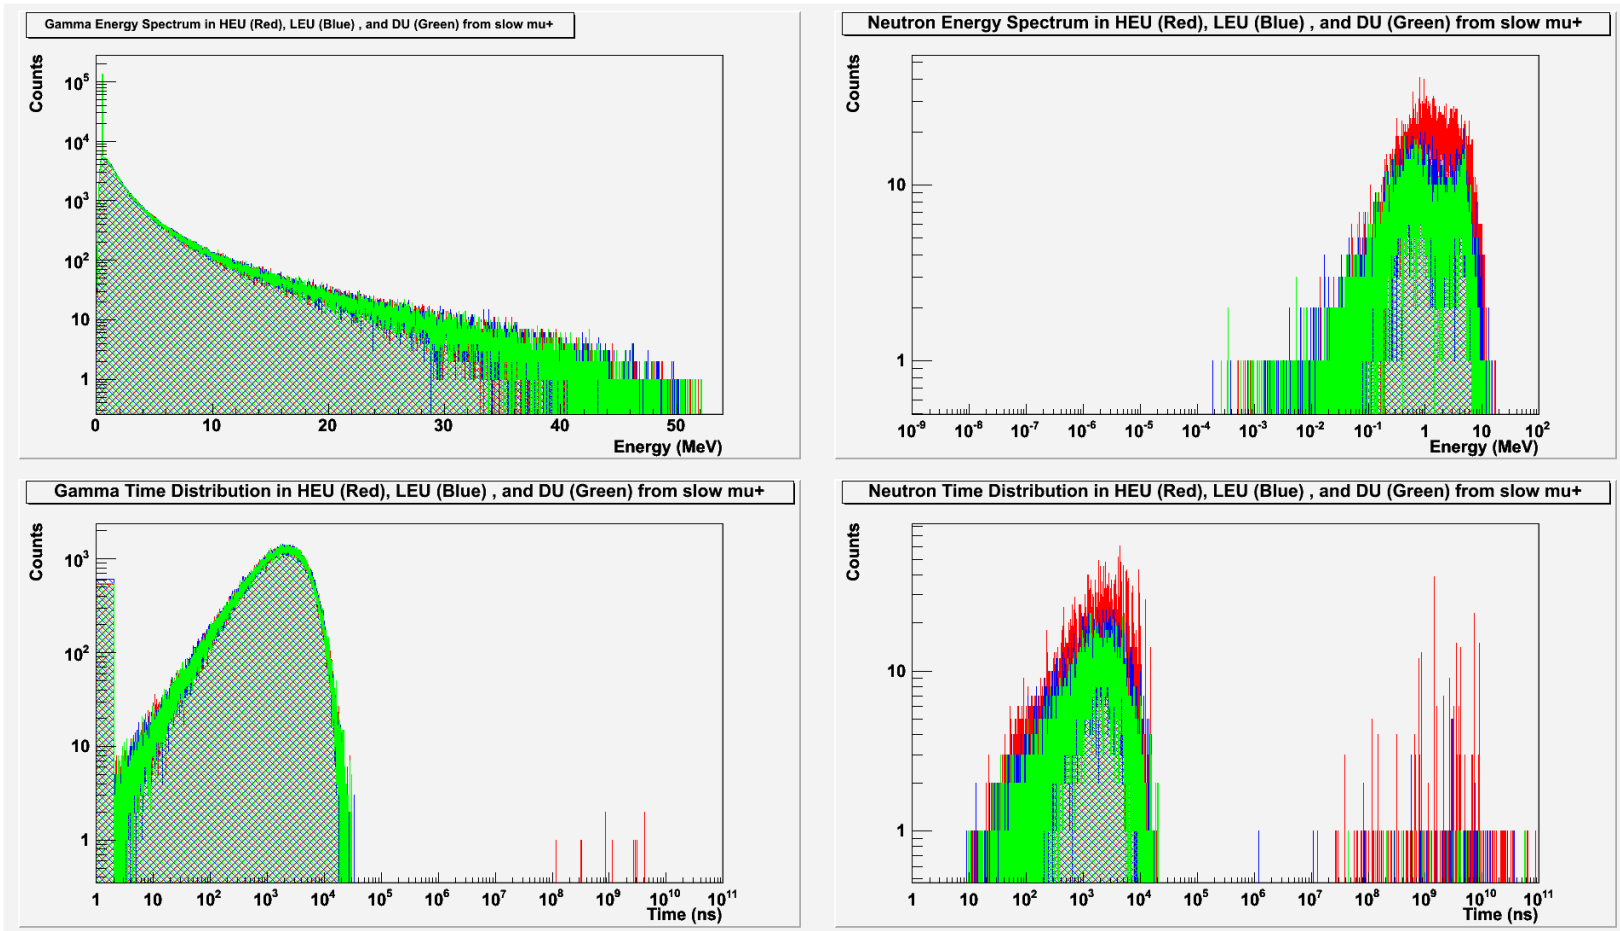 Gamma Energy Spectrum in HEU (Red), LEU (Blue) , and DU (Green) from slow mu+
Counts
10^5
10^4
10^3
10^2
10
1
0 10 20 30 40 50
Energy (MeV)
Neutron Energy Spectrum in HEU (Red), LEU (Blue) , and DU (Green) from slow mu+
Counts
10
1
10^-9 10^-8 10^-7 10^-6 10^-5 10^-4 10^-3 10^-2 10^-1 1 10 10^2
Energy (MeV)
Gamma Time Distribution in HEU (Red), LEU (Blue) , and DU (Green) from slow mu+
Counts
10^3
10^2
10
1
1 10 10^2 10^3 10^4 10^5 10^6 10^7 10^8 10^9 10^10 10^11
Time (ns)
Neutron Time Distribution in HEU (Red), LEU (Blue) , and DU (Green) from slow mu+
Counts
10
1
1 10 10^2 10^3 10^4 10^5 10^6 10^7 10^8 10^9 10^10 10^11
Time (ns)